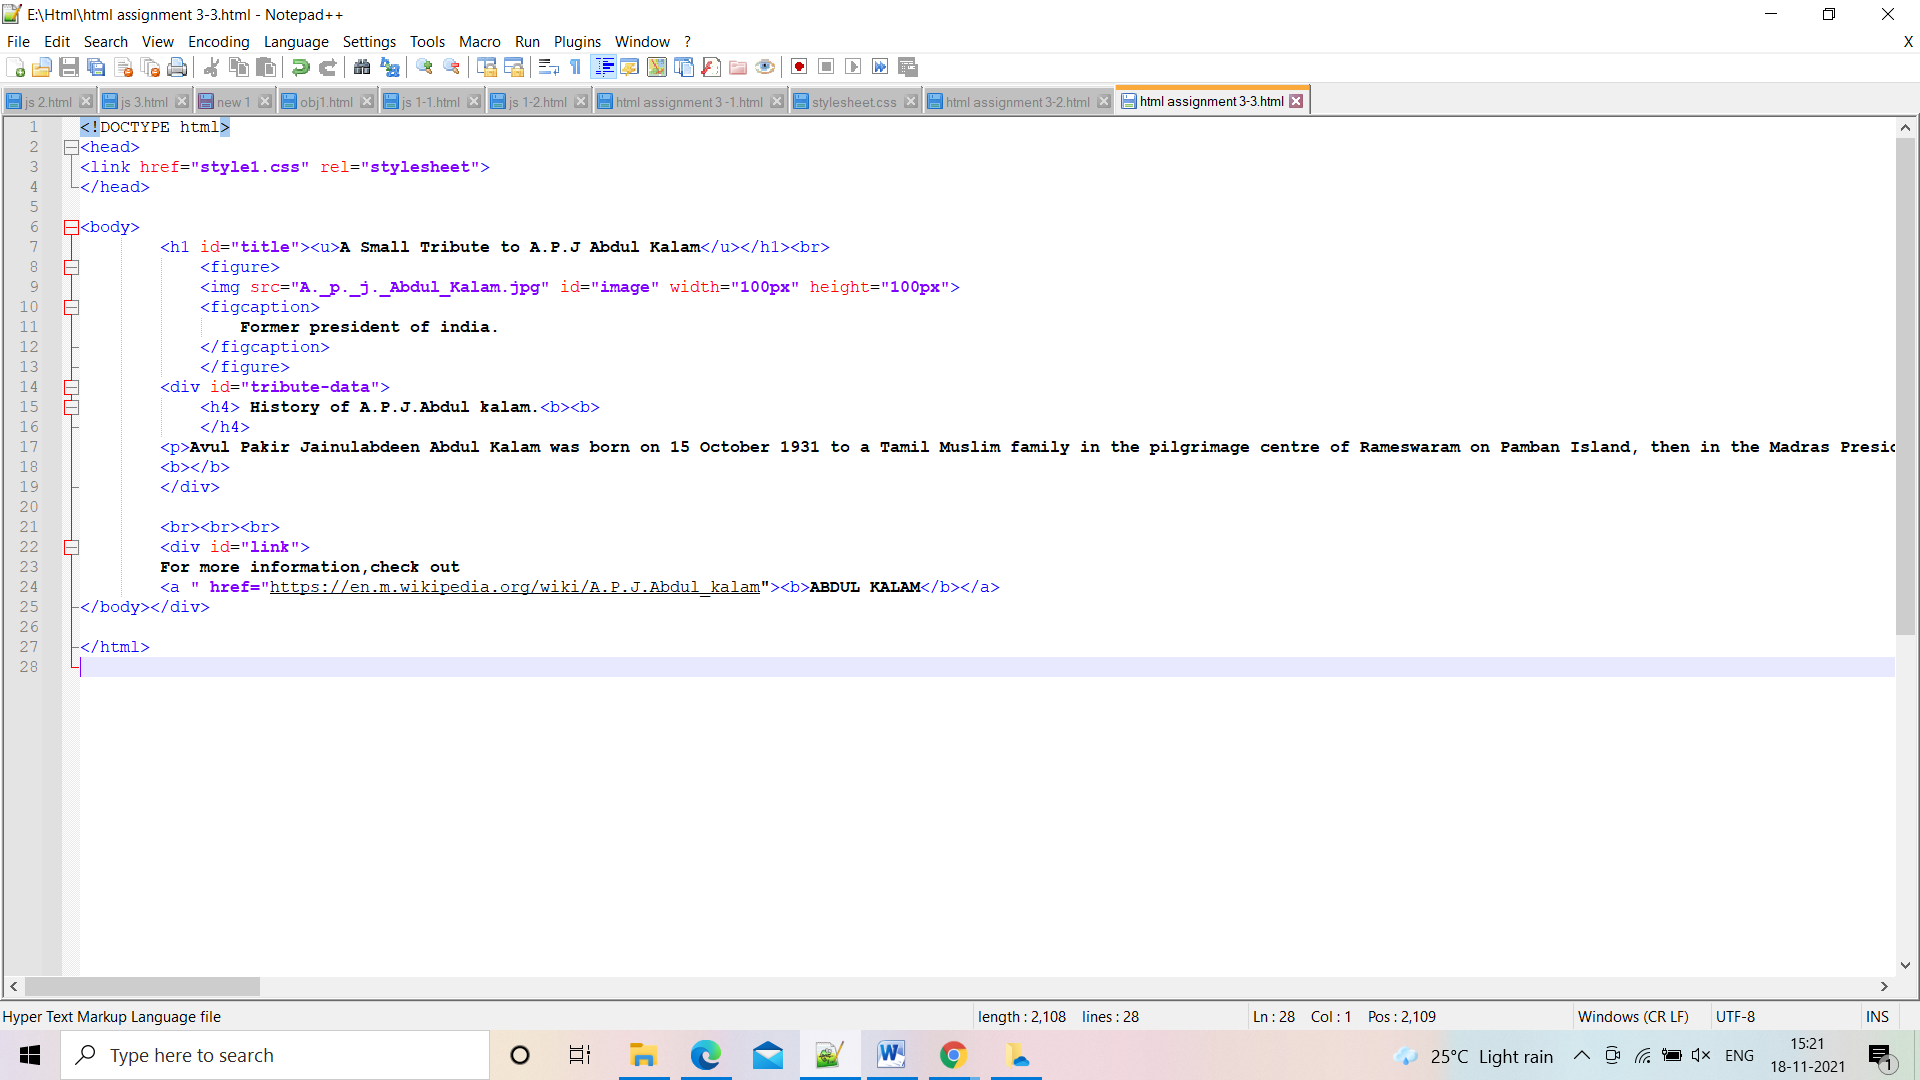 E:\Html\html assignment 3-3.html - Notepad++
File Edit Search View Encoding Language Settings Tools Macro Run Plugins Window ? X
js 2.html js 3.html new 1 obj1.html js 1-1.html js 1-2.html html assignment 3 -1.html stylesheet.css html assignment 3-2.html html assignment 3-3.html
1 <!DOCTYPE html>
2 <head>
3 <link href="style1.css" rel="stylesheet">
4 </head>
5
6 <body>
7 <h1 id="title"><u>A Small Tribute to A.P.J Abdul Kalam</u></h1><br>
8 <figure>
9 <img src="A._p._j._Abdul_Kalam.jpg" id="image" width="100px" height="100px">
10 <figcaption>
11 Former president of india.
12 </figcaption>
13 </figure>
14 <div id="tribute-data">
15 <h4> History of A.P.J.Abdul kalam.<b><b>
16 </h4>
17 <p>Avul Pakir Jainulabdeen Abdul Kalam was born on 15 October 1931 to a Tamil Muslim family in the pilgrimage centre of Rameswaram on Pamban Island, then in the Madras Presid
18 <b></b>
19 </div>
20
21 <br><br><br>
22 <div id="link">
23 For more information,check out
24 <a " href="https://en.m.wikipedia.org/wiki/A.P.J.Abdul_kalam"><b>ABDUL KALAM</b></a>
25 </body></div>
26
27 </html>
28
Hyper Text Markup Language file length : 2,108 lines : 28 Ln : 28 Col : 1 Pos : 2,109 Windows (CR LF) UTF-8 INS
Type here to search 25°C Light rain ENG 15:21
18-11-2021 1